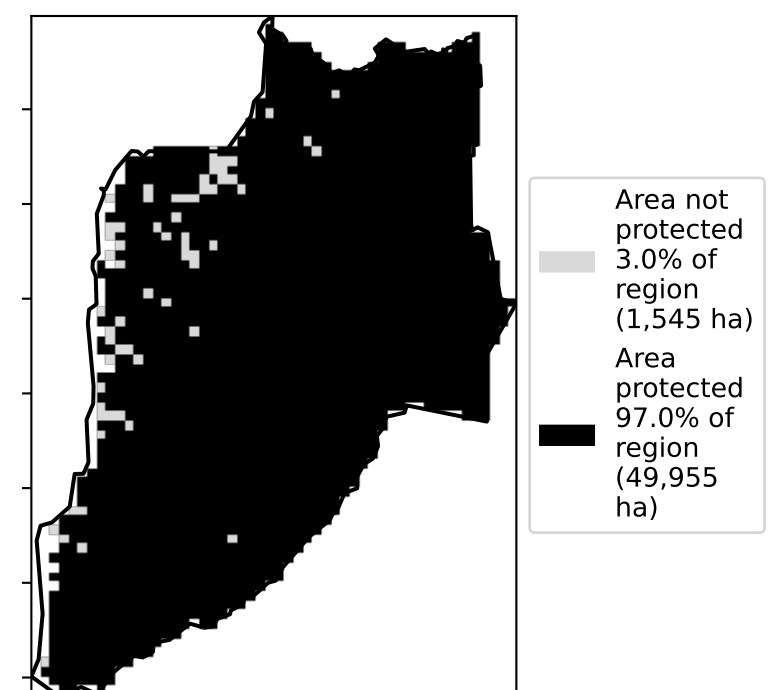 Area not
protected
3.0% of
region
(1,545 ha)
Area
protected
97.0% of
region
(49,955
ha)